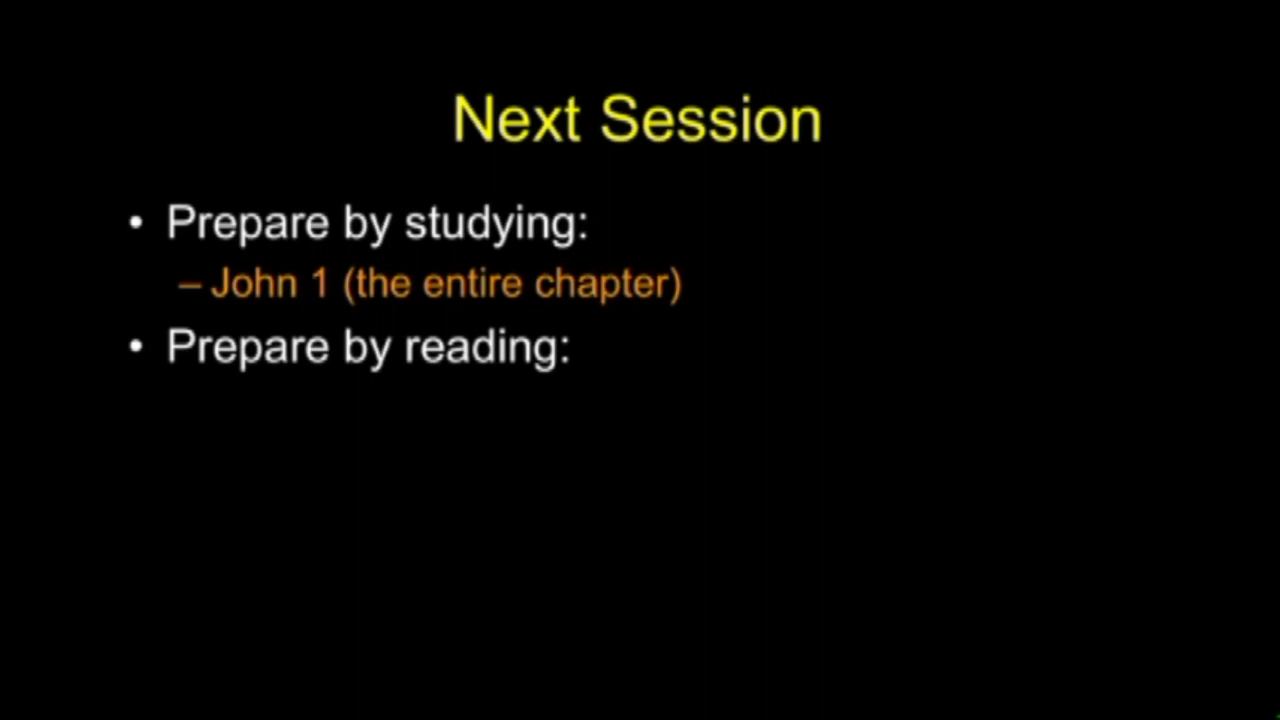 Next Session
• Prepare by studying:
– John 1 (the entire chapter)
• Prepare by reading: